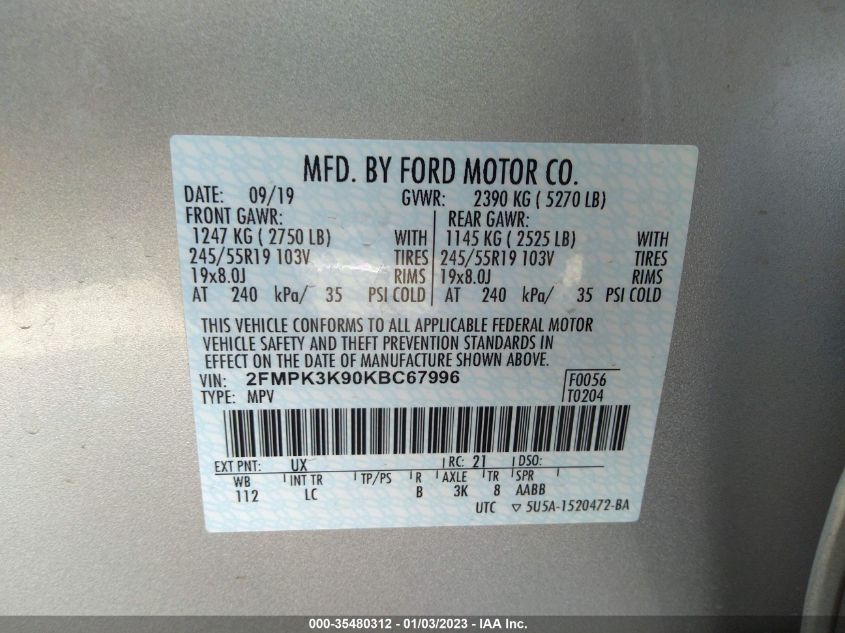 MFD. BY FORD MOTOR CO.
DATE: 09/19 GVWR: 2390 KG ( 5270 LB)
FRONT GAWR: REAR GAWR:
1247 KG ( 2750 LB) WITH 1145 KG ( 2525 LB) WITH
245/55R19 103V TIRES 245/55R19 103V TIRES
19x8.0J RIMS 19x8.0J RIMS
AT 240 kPa/ 35 PSI COLD AT 240 kPa/ 35 PSI COLD
THIS VEHICLE CONFORMS TO ALL APPLICABLE FEDERAL MOTOR
VEHICLE SAFETY AND THEFT PREVENTION STANDARDS IN
EFFECT ON THE DATE OF MANUFACTURE SHOWN ABOVE.
VIN: 2FMPK3K90KBC67996 F0056
TYPE: MPV T0204
EXT PNT: UX RC: 21 DSO:
WB INT TR TP/PS R AXLE TR SPR
112 LC B 3K 8 AABB
UTC ▽ 5U5A-1520472-BA
000-35480312 - 01/03/2023 - IAA Inc.